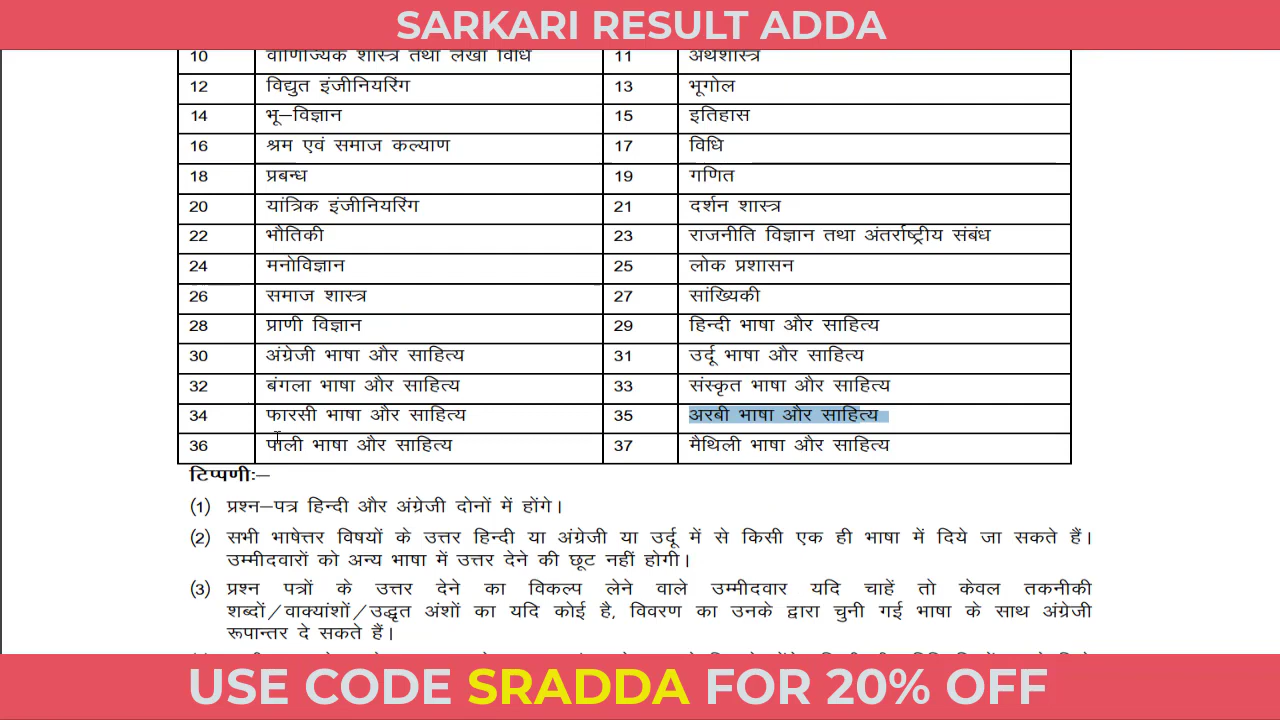 SARKARI RESULT ADDA
10 वाणिज्यिक शास्त्र तथा लेखा विधि 11 अर्थशास्त्र
12 विद्युत इंजीनियरिंग 13 भूगोल
14 भू–विज्ञान 15 इतिहास
16 श्रम एवं समाज कल्याण 17 विधि
18 प्रबन्ध 19 गणित
20 यांत्रिक इंजीनियरिंग 21 दर्शन शास्त्र
22 भौतिकी 23 राजनीति विज्ञान तथा अंतर्राष्ट्रीय संबंध
24 मनोविज्ञान 25 लोक प्रशासन
26 समाज शास्त्र 27 सांख्यिकी
28 प्राणी विज्ञान 29 हिन्दी भाषा और साहित्य
30 अंग्रेजी भाषा और साहित्य 31 उर्दू भाषा और साहित्य
32 बंगला भाषा और साहित्य 33 संस्कृत भाषा और साहित्य
34 फारसी भाषा और साहित्य 35 अरबी भाषा और साहित्य
36 पाली भाषा और साहित्य 37 मैथिली भाषा और साहित्य
टिप्पणी:–
(1) प्रश्न–पत्र हिन्दी और अंग्रेजी दोनों में होंगे।
(2) सभी भाषेत्तर विषयों के उत्तर हिन्दी या अंग्रेजी या उर्दू में से किसी एक ही भाषा में दिये जा सकते हैं।
उम्मीदवारों को अन्य भाषा में उत्तर देने की छूट नहीं होगी।
(3) प्रश्न पत्रों के उत्तर देने का विकल्प लेने वाले उम्मीदवार यदि चाहें तो केवल तकनीकी
शब्दों/वाक्यांशों/उद्धृत अंशों का यदि कोई है, विवरण का उनके द्वारा चुनी गई भाषा के साथ अंग्रेजी
रूपान्तर दे सकते हैं।
USE CODE SRADDA FOR 20% OFF